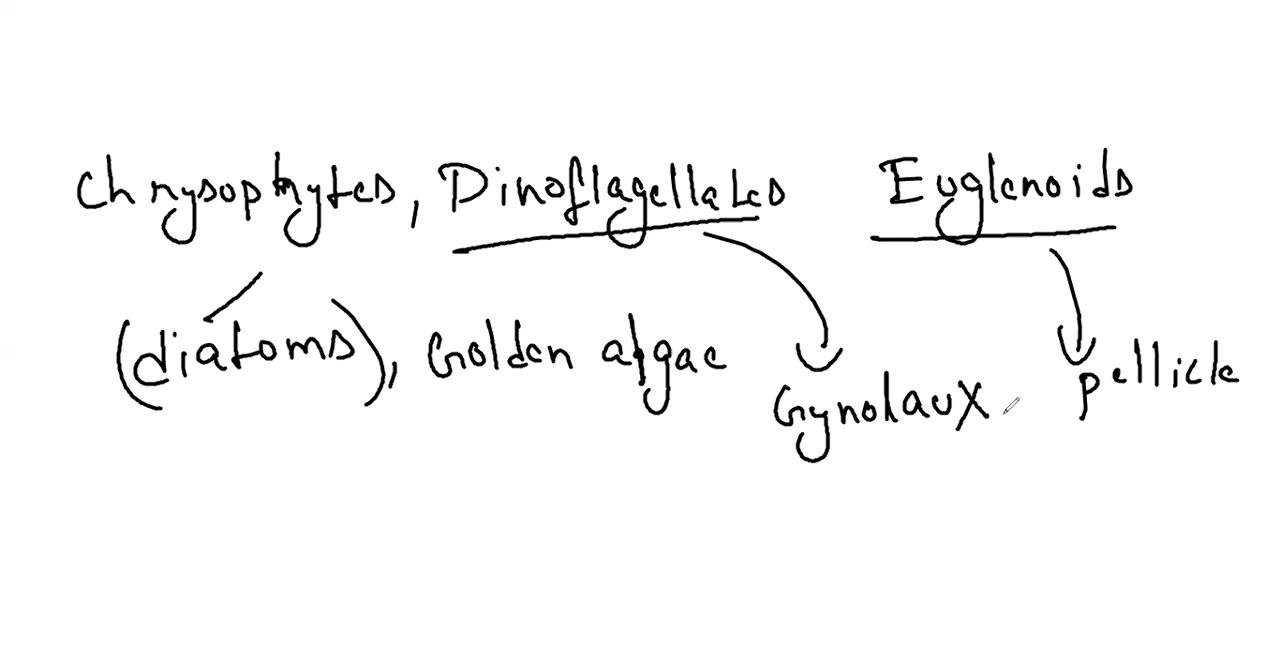 Chrysophytes, Dinoflagellates Euglenoids
(diatoms), Golden algae
Gynolaux Pellicle